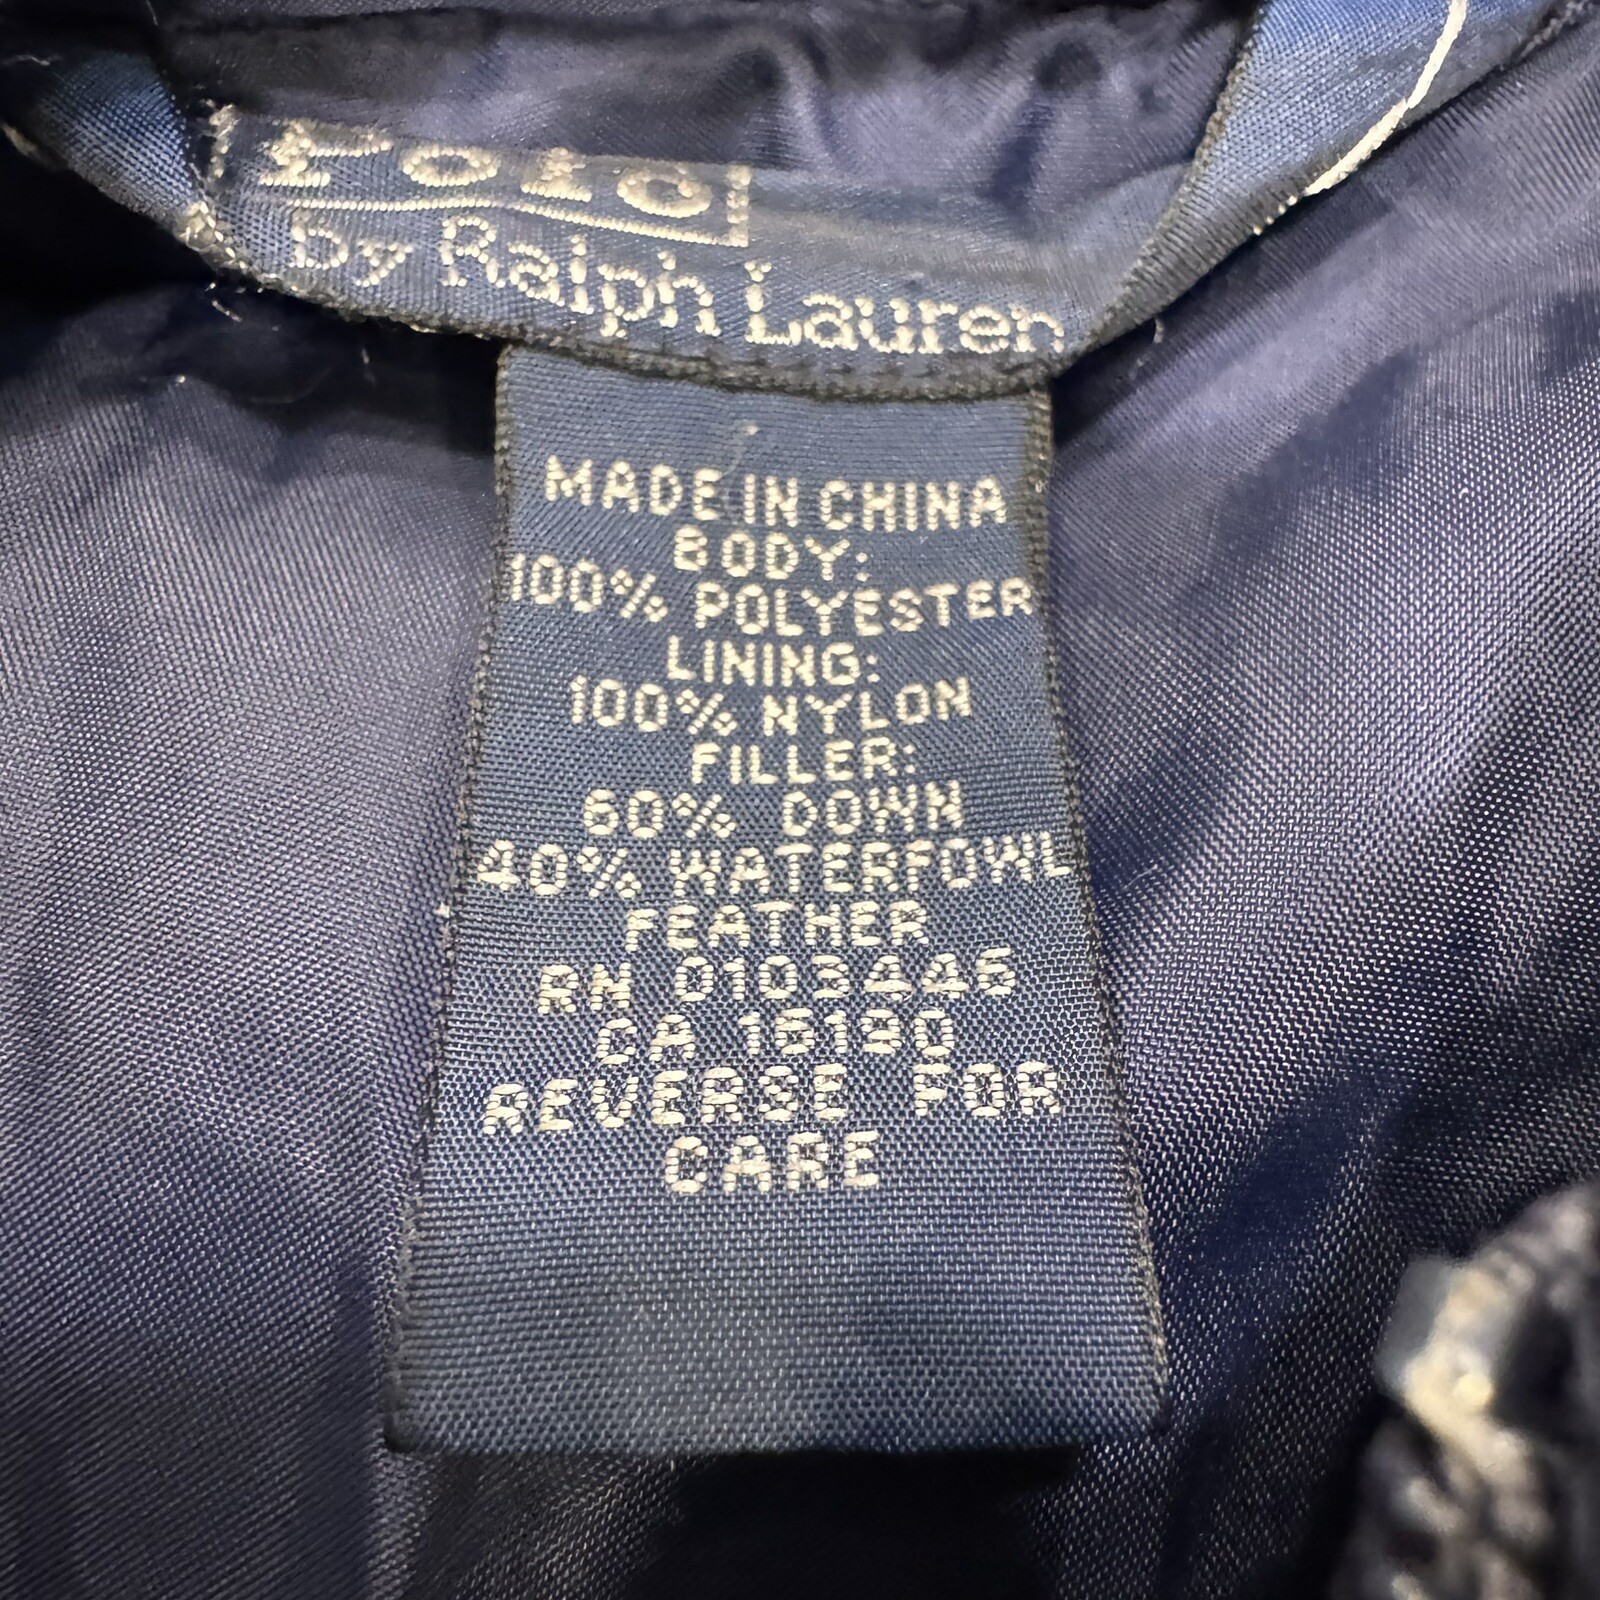 Polo
by Ralph Lauren
MADE IN CHINA
BODY:
100% POLYESTER
LINING:
100% NYLON
FILLER:
60% DOWN
40% WATERFOWL
FEATHER
RN 0103446
CA 16190
REVERSE FOR
CARE